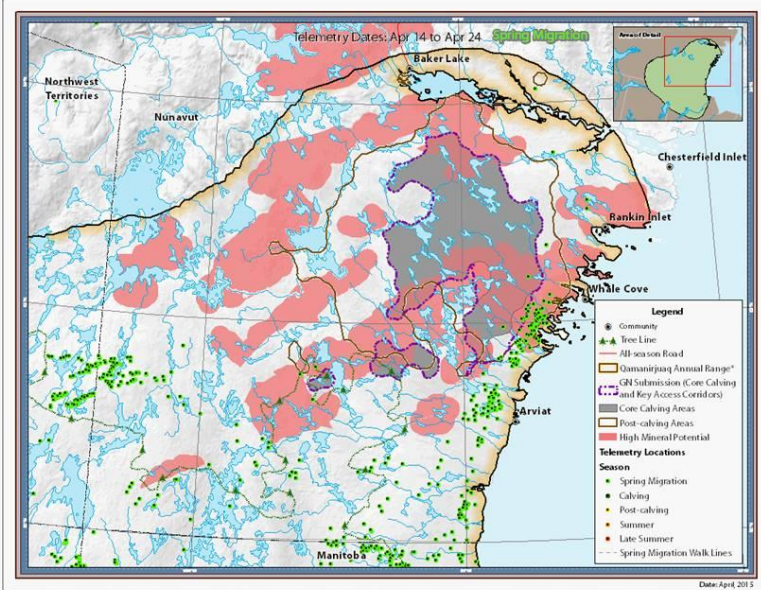 Telemetry Dates: Apr 14 to Apr 24 Spring Migration
Area of Detail
Baker Lake
Northwest
Territories
Nunavut
Chesterfield Inlet
Rankin Inlet
Whale Cove
Arviat
Manitoba
Legend
Community
Tree Line
All-season Road
Qamanirjuaq Annual Range*
GN Submission (Core Calving
and Key Access Corridors)
Core Calving Areas
Post-calving Areas
High Mineral Potential
Telemetry Locations
Season
Spring Migration
Calving
Post-calving
Summer
Late Summer
Spring Migration Walk Lines
Date: April, 2015